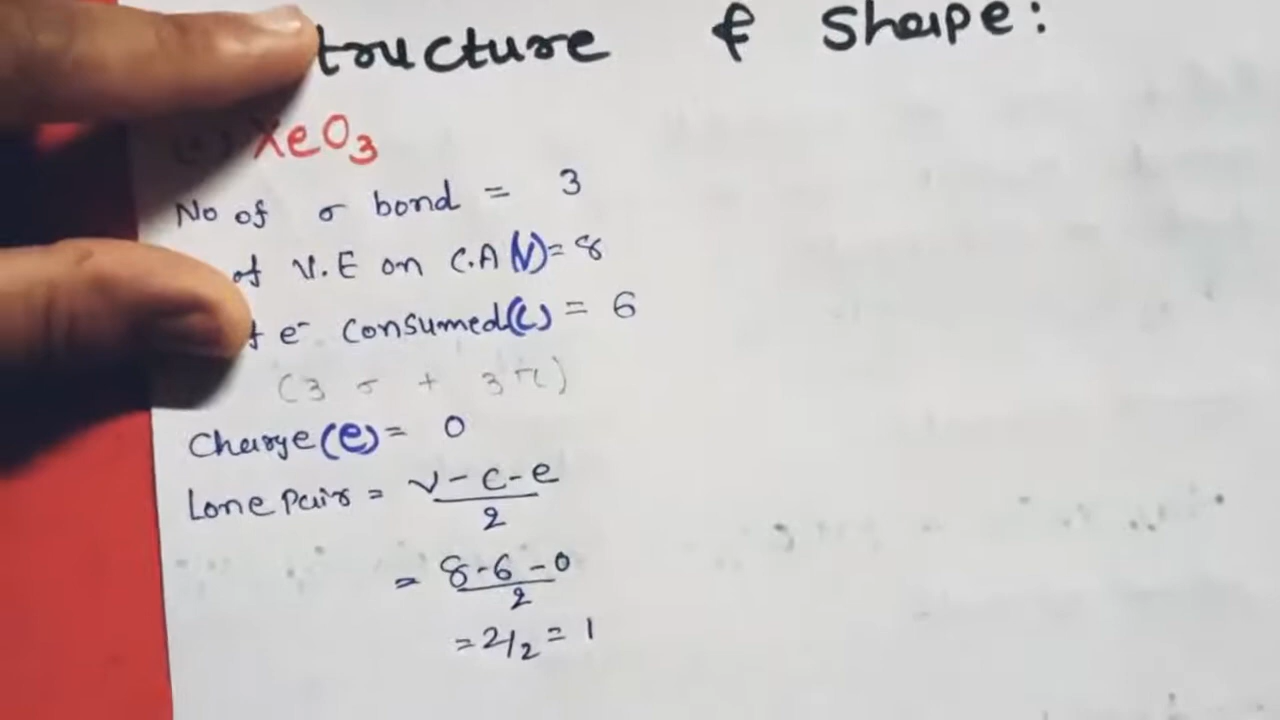 tructure & Shape:
XeO3
No of σ bond = 3
of V.E on C.A (V) = 8
e⁻ consumed (C) = 6
(3 σ + 3 π)
Charge (e) = 0
Lone Pair = V - C - e / 2
= 8 - 6 - 0 / 2
= 2/2 = 1